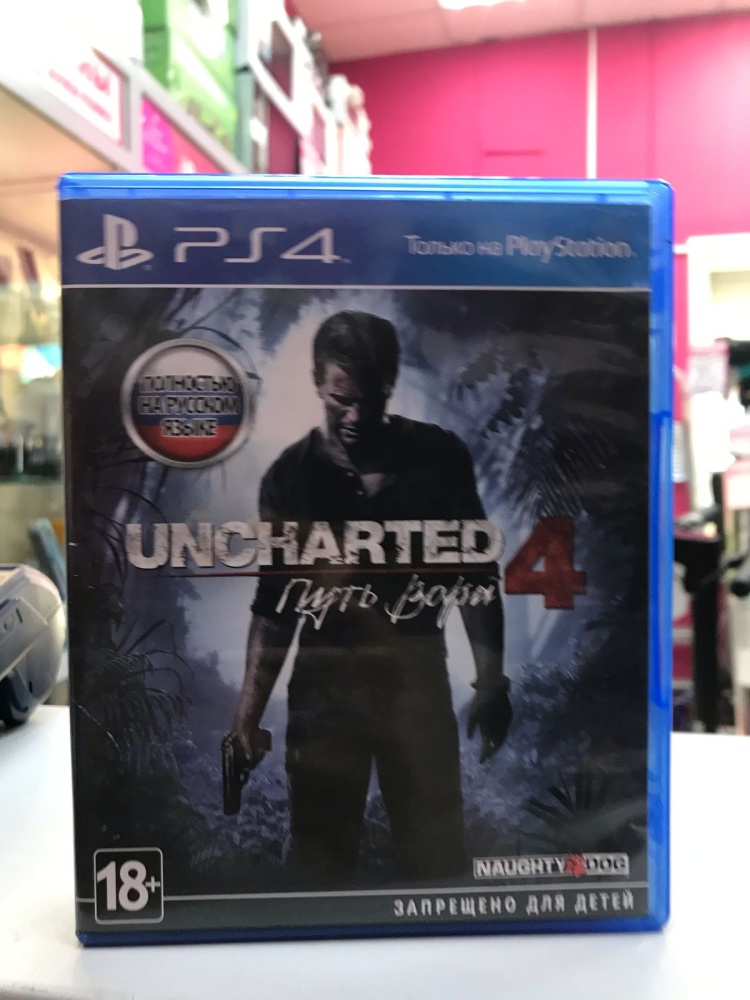 PS4
Только на PlayStation
ПОЛНОСТЬЮ
НА РУССКОМ
ЯЗЫКЕ
UNCHARTED 4
Путь вора
NAUGHTY DOG
18+
ЗАПРЕЩЕНО ДЛЯ ДЕТЕЙ